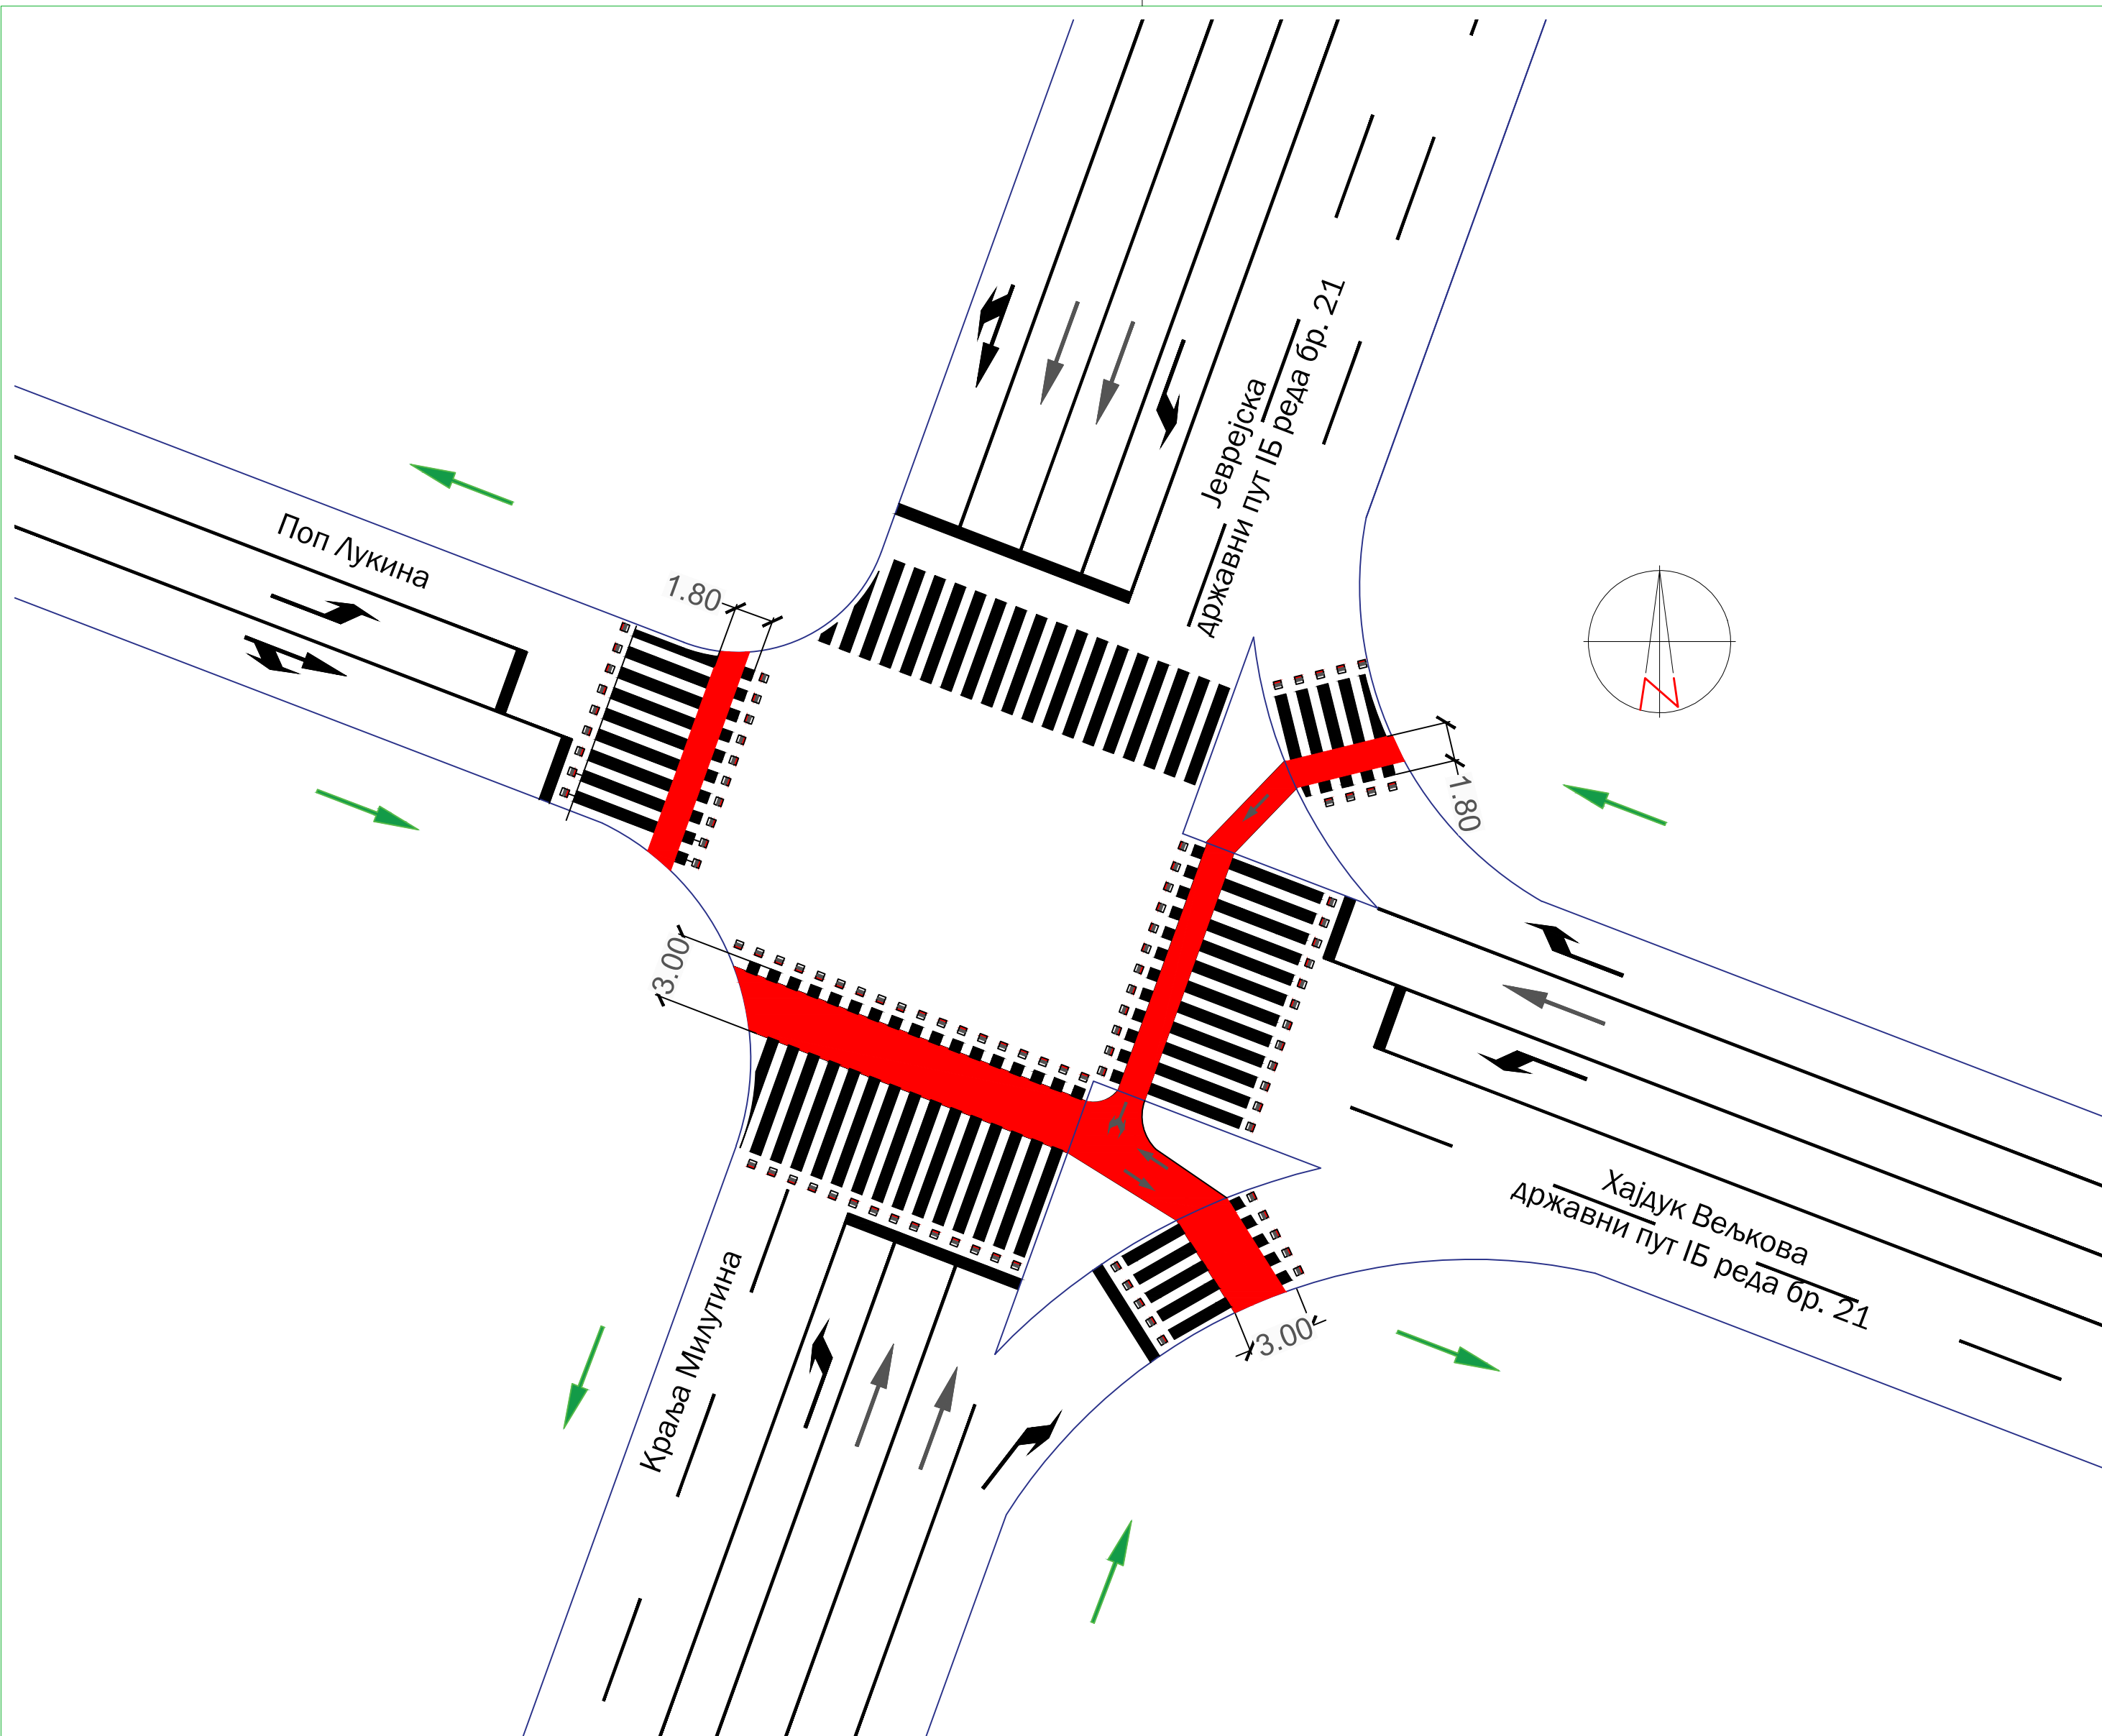 Јеврејска
државни пут IБ реда бр. 21
Поп Лукина
1.80
N
1.80
3.00
Хајдук Вељкова
државни пут IБ реда бр. 21
Краља Милутина
3.00